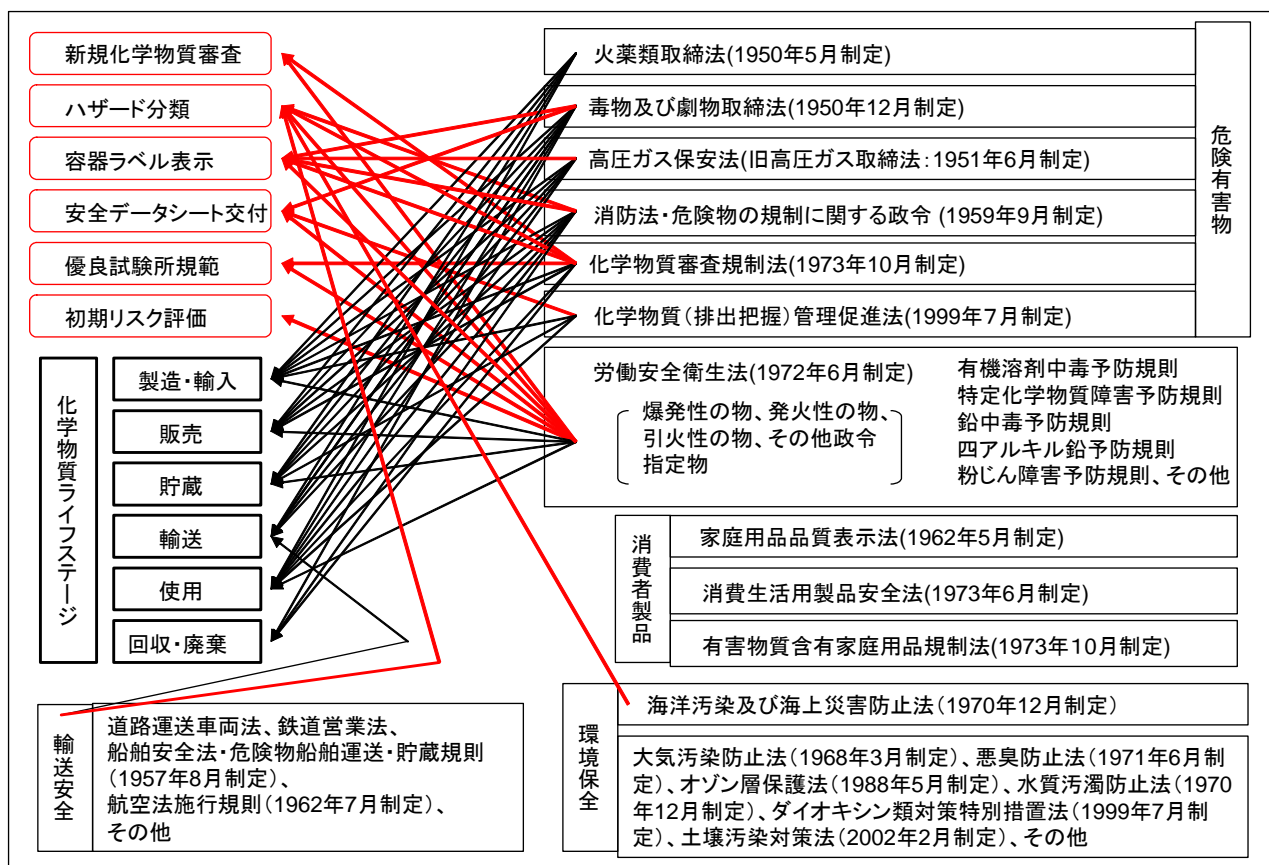 新規化学物質審査
ハザード分類
容器ラベル表示
安全データシート交付
優良試験所規範
初期リスク評価
化学物質ライフステージ
製造・輸入
販売
貯蔵
輸送
使用
回収・廃棄
火薬類取締法(1950年5月制定)
毒物及び劇物取締法(1950年12月制定)
高圧ガス保安法(旧高圧ガス取締法:1951年6月制定)
消防法・危険物の規制に関する政令 (1959年9月制定)
化学物質審査規制法(1973年10月制定)
化学物質(排出把握)管理促進法(1999年7月制定)
危険有害物
労働安全衛生法(1972年6月制定)
爆発性の物、発火性の物、
引火性の物、その他政令
指定物
有機溶剤中毒予防規則
特定化学物質障害予防規則
鉛中毒予防規則
四アルキル鉛予防規則
粉じん障害予防規則、その他
消費者製品
家庭用品品質表示法(1962年5月制定)
消費生活用製品安全法(1973年6月制定)
有害物質含有家庭用品規制法(1973年10月制定)
輸送安全
道路運送車両法、鉄道営業法、
船舶安全法・危険物船舶運送・貯蔵規則
(1957年8月制定)、
航空法施行規則(1962年7月制定)、
その他
環境保全
海洋汚染及び海上災害防止法(1970年12月制定)
大気汚染防止法(1968年3月制定)、悪臭防止法(1971年6月制
定)、オゾン層保護法(1988年5月制定)、水質汚濁防止法(1970
年12月制定)、ダイオキシン類対策特別措置法(1999年7月制
定)、土壌汚染対策法(2002年2月制定)、その他